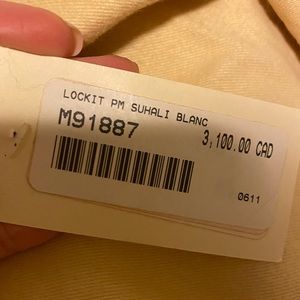 LOCKIT PM SUHALI BLANC
M91887
3,100.00 CAD
0611